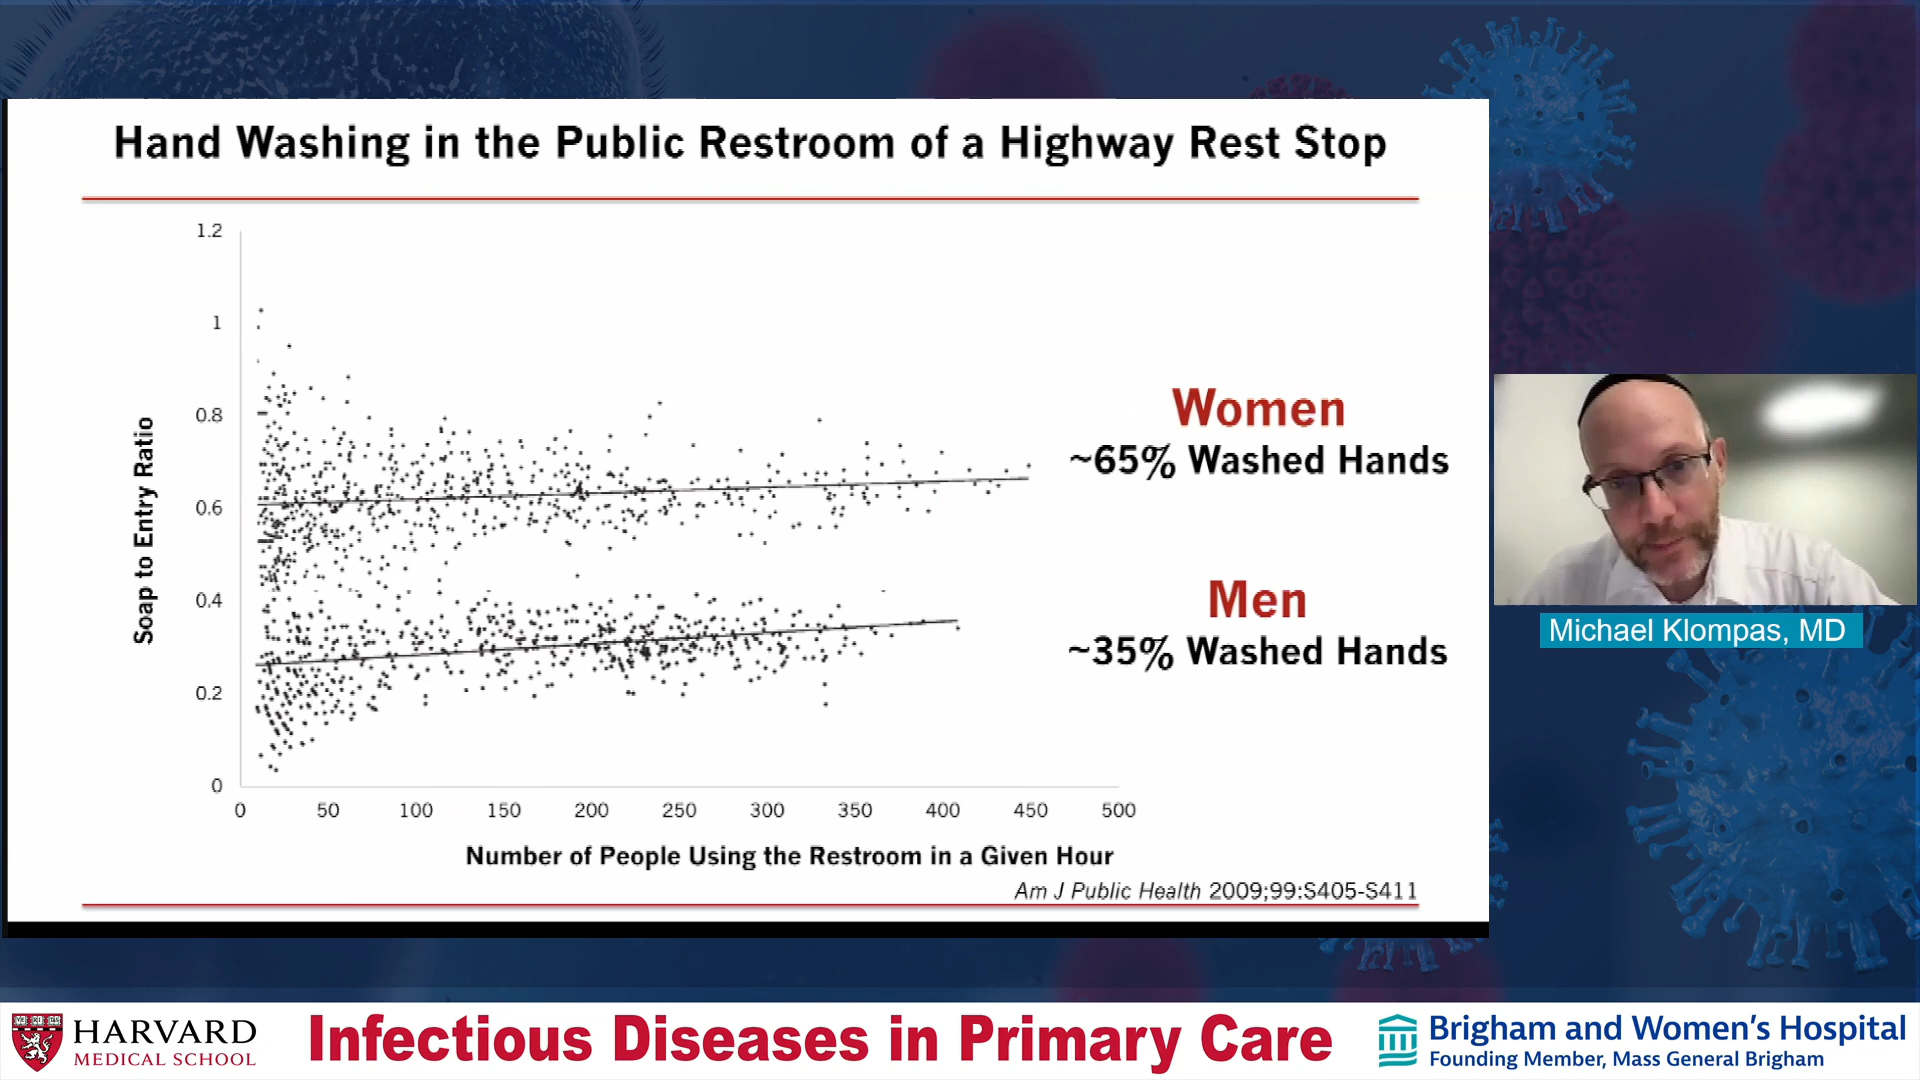 Hand Washing in the Public Restroom of a Highway Rest Stop
1.2
1
0.8
0.6
0.4
0.2
0
Soap to Entry Ratio
0 50 100 150 200 250 300 350 400 450 500
Number of People Using the Restroom in a Given Hour
Women
~65% Washed Hands
Men
~35% Washed Hands
Am J Public Health 2009;99:S405-S411
Michael Klompas, MD
HARVARD
MEDICAL SCHOOL
Infectious Diseases in Primary Care
Brigham and Women's Hospital
Founding Member, Mass General Brigham